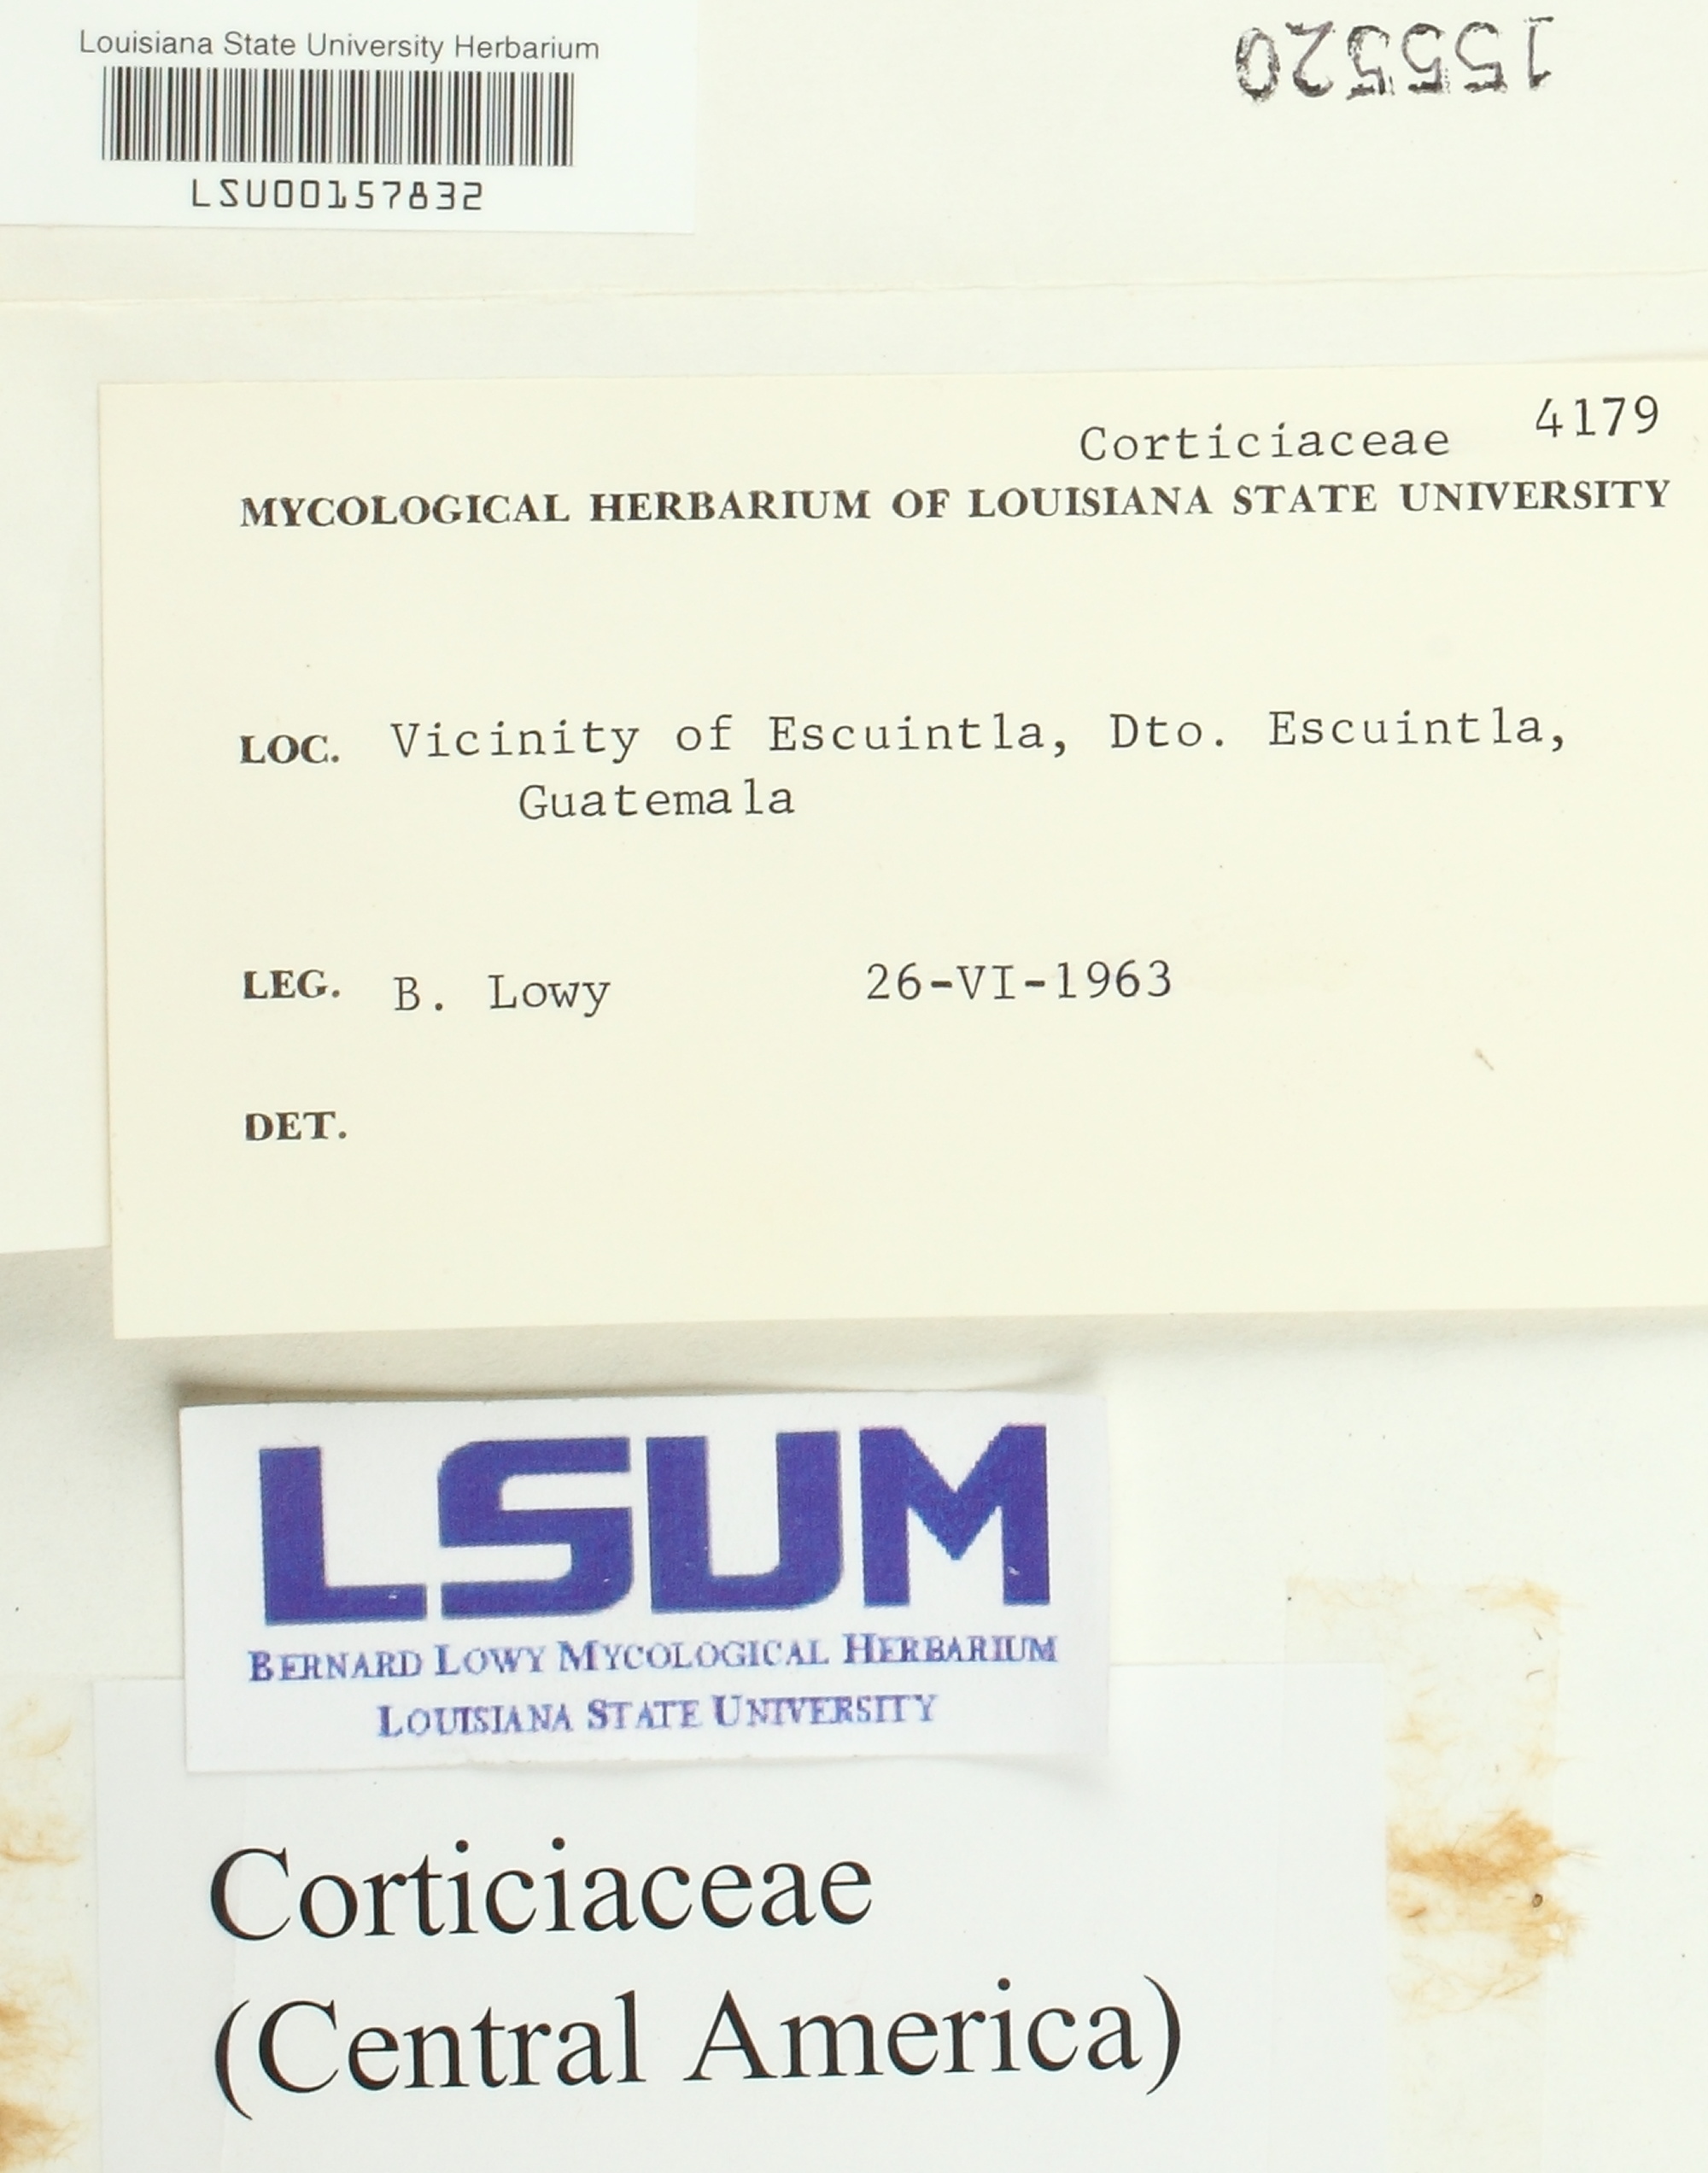 Louisiana State University Herbarium
LSU00157832
15520
Corticiaceae 4179
MYCOLOGICAL HERBARIUM OF LOUISIANA STATE UNIVERSITY
LOC. Vicinity of Escuintla, Dto. Escuintla,
Guatemala
LEG. B. Lowy 26-VI-1963
DET.
LSUM
BERNARD LOWY MYCOLOGICAL HERBARIUM
LOUISIANA STATE UNIVERSITY
Corticiaceae
(Central America)